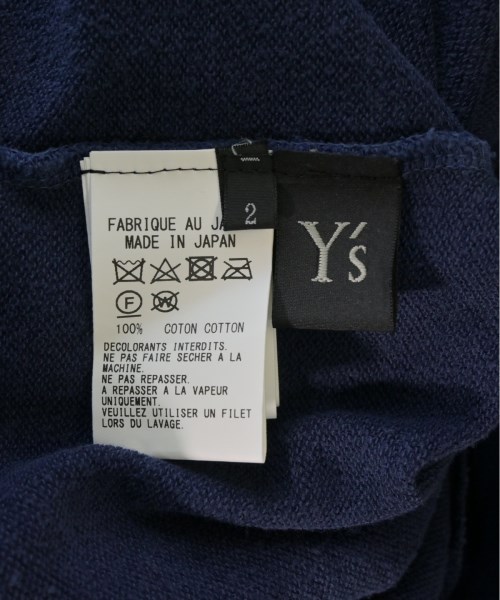 FABRIQUE AU
MADE IN JAPAN
F W
100% COTON COTTON
DECOLORANTS INTERDITS.
NE PAS FAIRE SECHER A LA
MACHINE.
NE PAS REPASSER.
A REPASSER A LA VAPEUR
UNIQUEMENT.
VEUILLEZ UTILISER UN FILET
LORS DU LAVAGE.
2
Y's